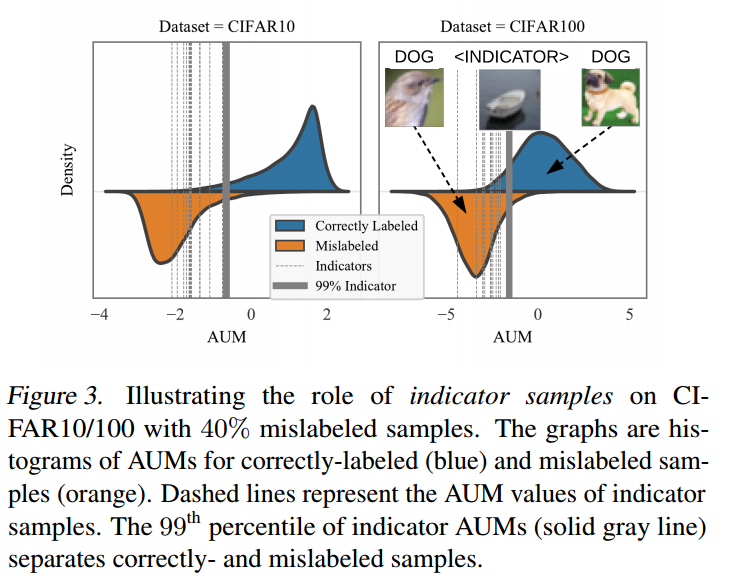 Dataset = CIFAR10
Dataset = CIFAR100
DOG
<INDICATOR>
DOG
Density
Correctly Labeled
Mislabeled
Indicators
99% Indicator
−4 −2 0 2
−5 0 5
AUM
AUM
Figure 3. Illustrating the role of indicator samples on CI-
FAR10/100 with 40% mislabeled samples. The graphs are his-
tograms of AUMs for correctly-labeled (blue) and mislabeled sam-
ples (orange). Dashed lines represent the AUM values of indicator
samples. The 99th percentile of indicator AUMs (solid gray line)
separates correctly- and mislabeled samples.